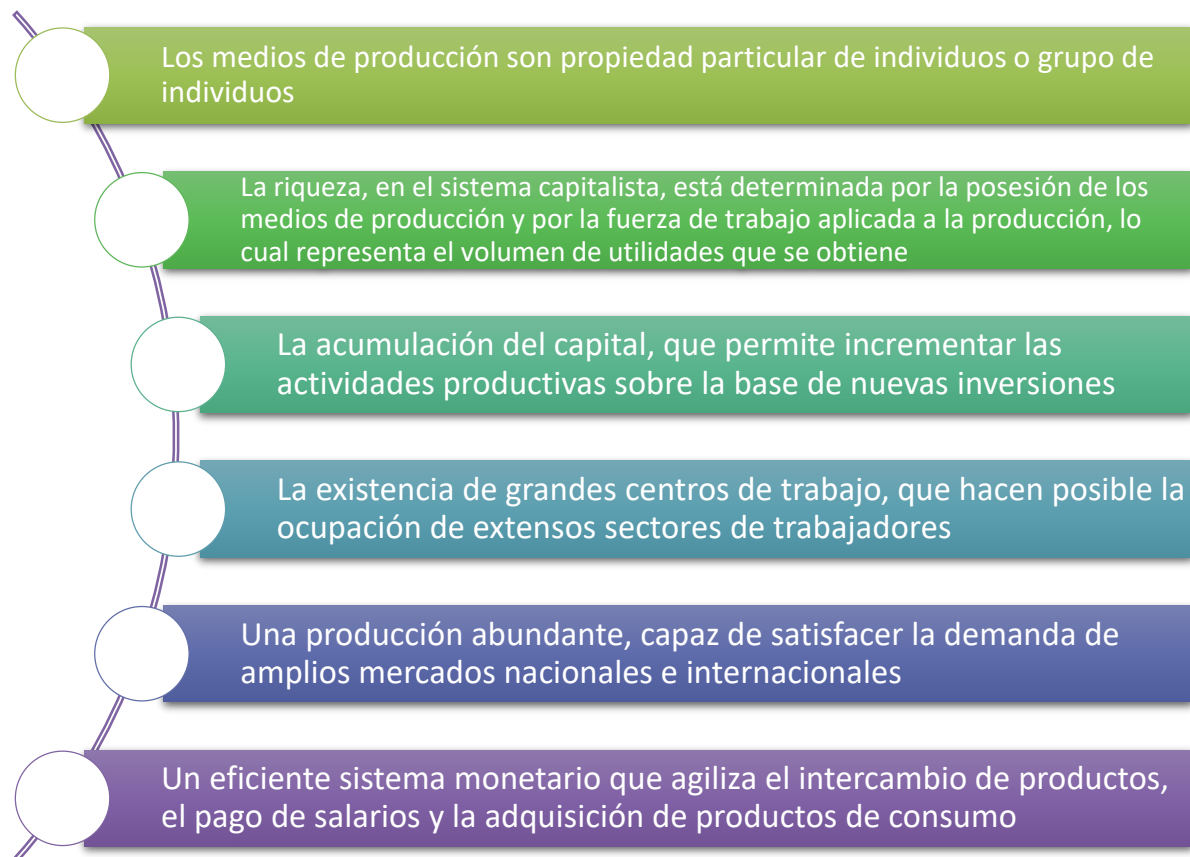 Los medios de producción son propiedad particular de individuos o grupo de
individuos
La riqueza, en el sistema capitalista, está determinada por la posesión de los
medios de producción y por la fuerza de trabajo aplicada a la producción, lo
cual representa el volumen de utilidades que se obtiene
La acumulación del capital, que permite incrementar las
actividades productivas sobre la base de nuevas inversiones
La existencia de grandes centros de trabajo, que hacen posible la
ocupación de extensos sectores de trabajadores
Una producción abundante, capaz de satisfacer la demanda de
amplios mercados nacionales e internacionales
Un eficiente sistema monetario que agiliza el intercambio de productos,
el pago de salarios y la adquisición de productos de consumo